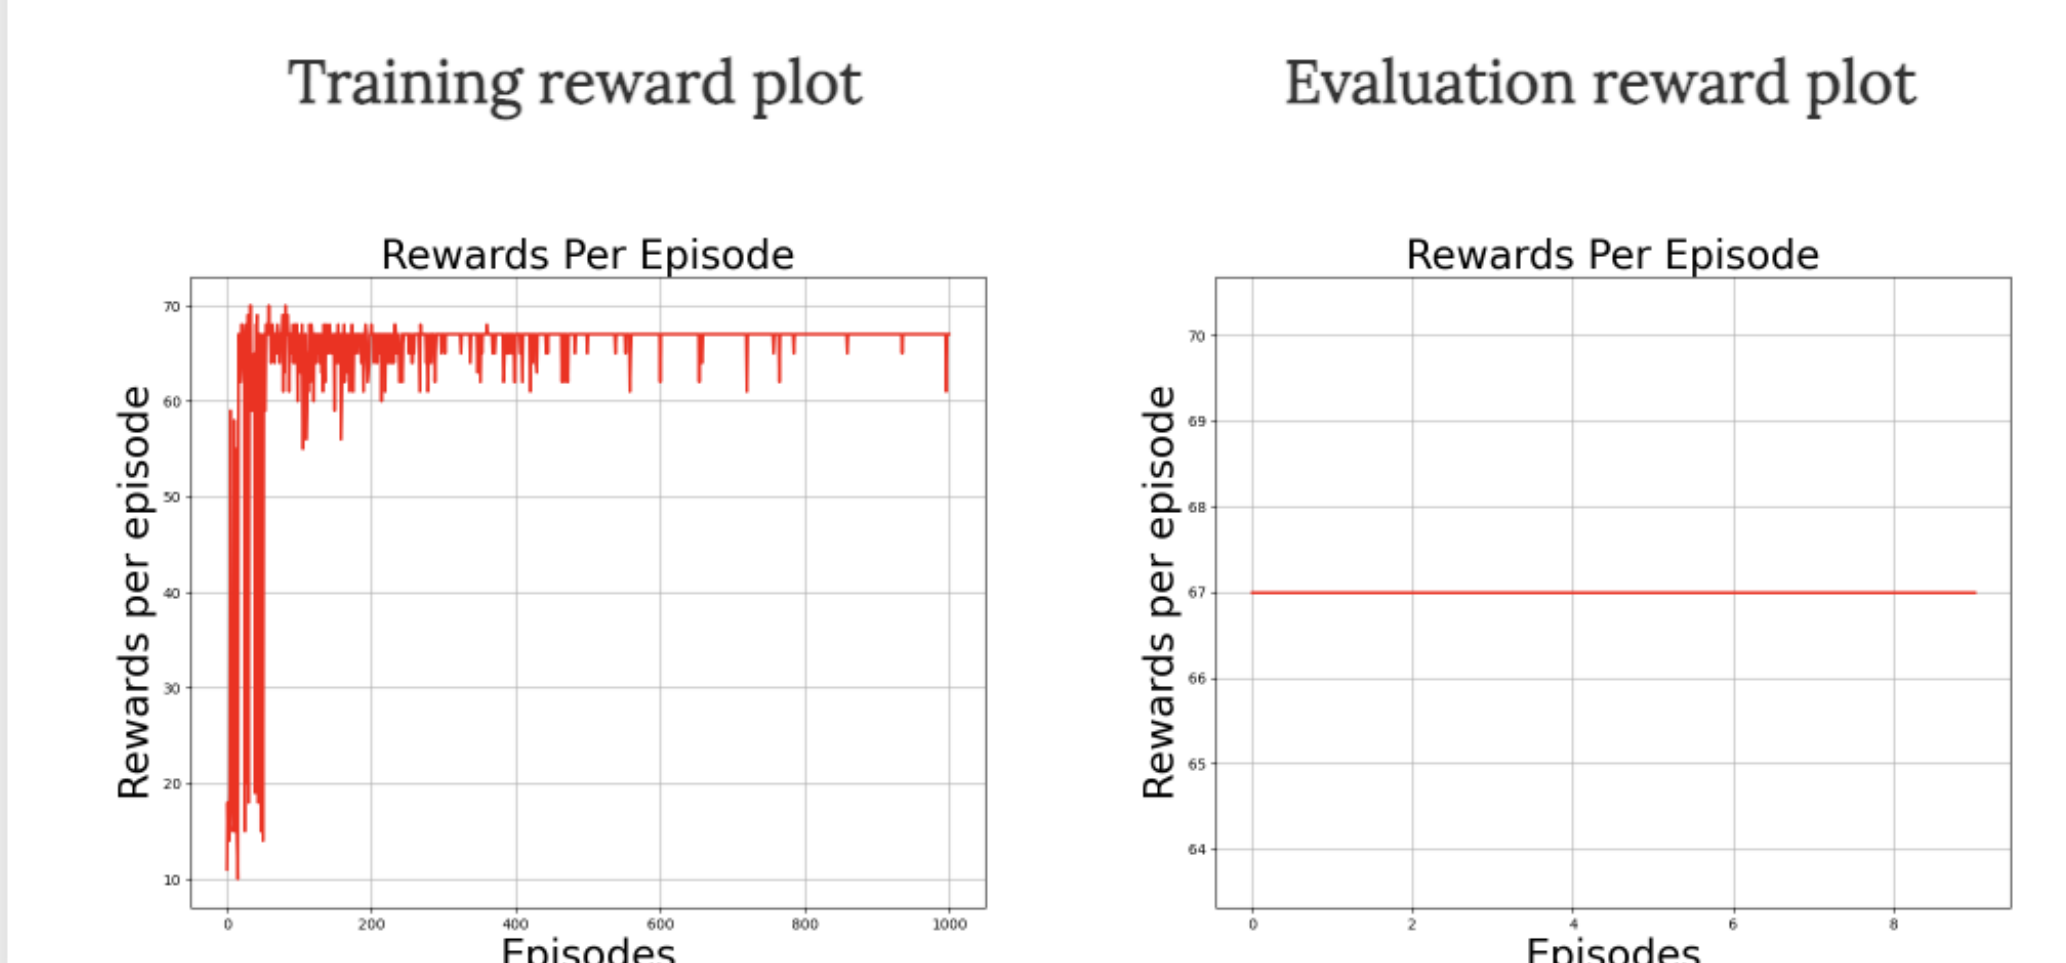 Training reward plot
Evaluation reward plot
Rewards Per Episode
Rewards per episode
70
60
50
40
30
20
10
0 200 400 600 800 1000
Episodes
Rewards Per Episode
Rewards per episode
70
69
68
67
66
65
64
0 2 4 6 8
Episodes